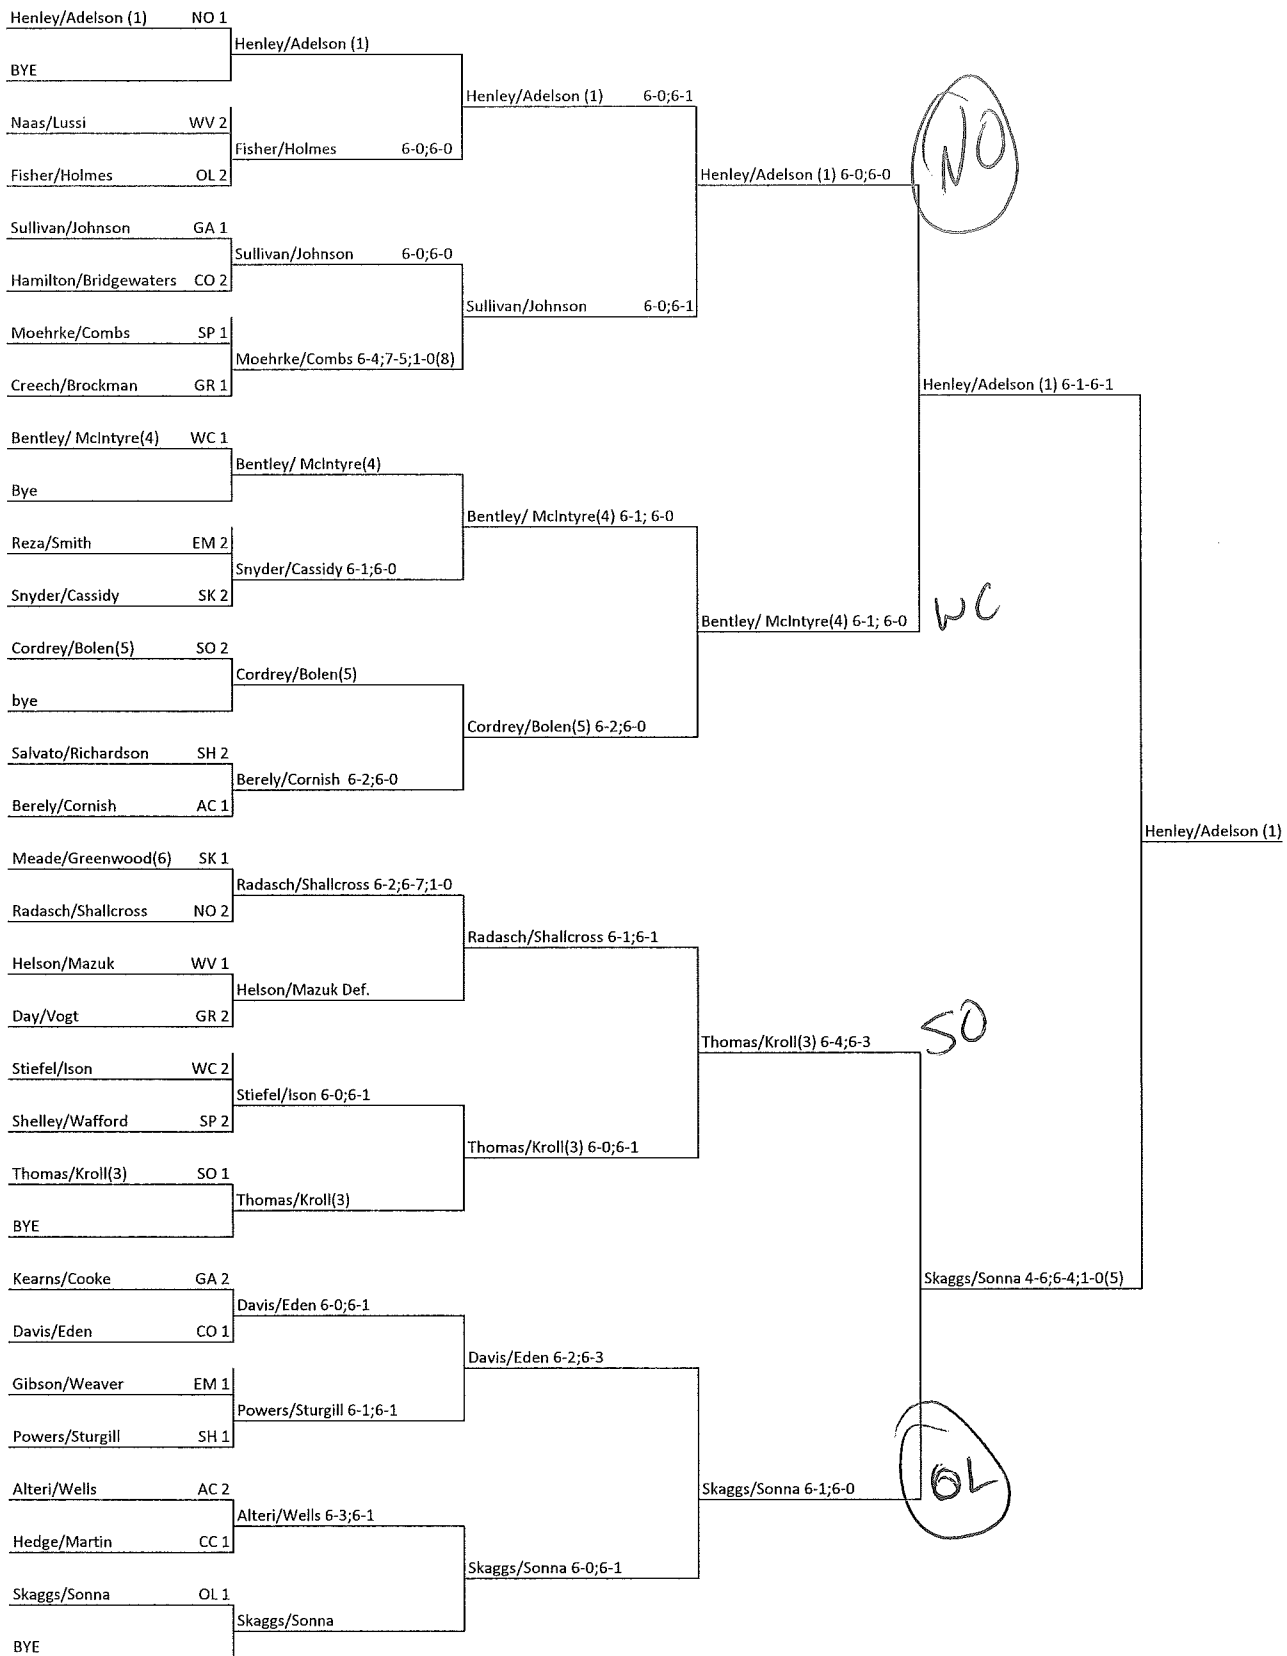 Henley/Adelson (1) NO 1
BYE
Naas/Lussi WV 2
Fisher/Holmes OL 2
Sullivan/Johnson GA 1
Hamilton/Bridgewaters CO 2
Moehrke/Combs SP 1
Creech/Brockman GR 1
Bentley/ McIntyre(4) WC 1
Bye
Reza/Smith EM 2
Snyder/Cassidy SK 2
Cordrey/Bolen(5) SO 2
bye
Salvato/Richardson SH 2
Berely/Cornish AC 1
Meade/Greenwood(6) SK 1
Radasch/Shallcross NO 2
Helson/Mazuk WV 1
Day/Vogt GR 2
Stiefel/Ison WC 2
Shelley/Wafford SP 2
Thomas/Kroll(3) SO 1
BYE
Kearns/Cooke GA 2
Davis/Eden CO 1
Gibson/Weaver EM 1
Powers/Sturgill SH 1
Alteri/Wells AC 2
Hedge/Martin CC 1
Skaggs/Sonna OL 1
BYE
Henley/Adelson (1)
Fisher/Holmes 6-0;6-0
Sullivan/Johnson 6-0;6-0
Moehrke/Combs 6-4;7-5;1-0(8)
Bentley/ McIntyre(4)
Snyder/Cassidy 6-1;6-0
Cordrey/Bolen(5)
Berely/Cornish 6-2;6-0
Radasch/Shallcross 6-2;6-7;1-0
Helson/Mazuk Def.
Stiefel/Ison 6-0;6-1
Thomas/Kroll(3)
Davis/Eden 6-0;6-1
Powers/Sturgill 6-1;6-1
Alteri/Wells 6-3;6-1
Skaggs/Sonna
Henley/Adelson (1) 6-0;6-1
Sullivan/Johnson 6-0;6-1
Bentley/ McIntyre(4) 6-1; 6-0
Cordrey/Bolen(5) 6-2;6-0
Radasch/Shallcross 6-1;6-1
Thomas/Kroll(3) 6-0;6-1
Davis/Eden 6-2;6-3
Skaggs/Sonna 6-0;6-1
Henley/Adelson (1) 6-0;6-0
Bentley/ McIntyre(4) 6-1; 6-0
Thomas/Kroll(3) 6-4;6-3
Skaggs/Sonna 6-1;6-0
NO
WC
SO
OL
Henley/Adelson (1) 6-1-6-1
Skaggs/Sonna 4-6;6-4;1-0(5)
Henley/Adelson (1)